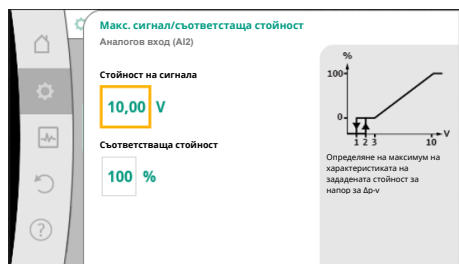 Макс. сигнал/съответстаща стойност
Аналогов вход (AI2)
Стойност на сигнала
10,00 V
Съответстваща стойност
100 %
%
100
0
1 2 3 10 V
Определяне на максимум на
характеристиката на
зададената стойност за
напор за Δp-v
?